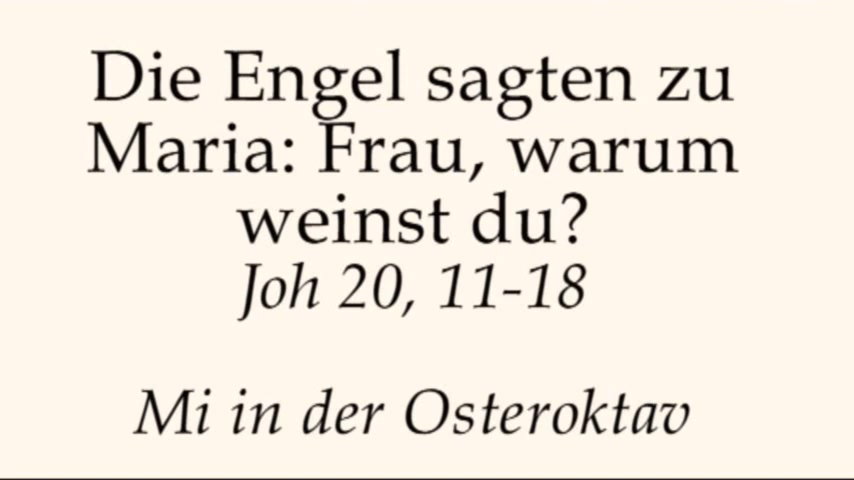 Die Engel sagten zu
Maria: Frau, warum
weinst du?
Joh 20, 11-18
Mi in der Osteroktav